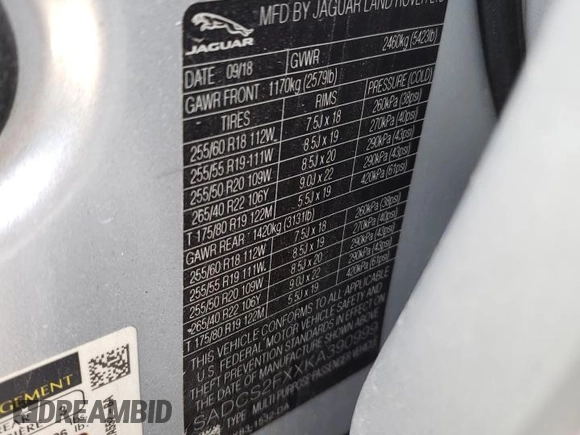 MFD BY JAGUAR LAND ROVER LTD
JAGUAR
DATE 09/18 GVWR 2460kg (5423lb)
GAWR FRONT : 1170kg (2579lb)
TIRES RIMS PRESSURE (COLD)
255/60 R18 112W 7.5J x 18 260kPa (38psi)
255/55 R19-111W 8.5J x 19 270kPa (40psi)
255/50 R20 109W 8.5J x 20 290kPa (43psi)
265/40 R22 106Y 9.0J x 22 290kPa (43psi)
T 175/80 R19 122M 5.5J x 19 420kPa (61psi)
GAWR REAR : 1420kg (3131lb)
255/60 R18 112W 7.5J x 18 260kPa (38psi)
255/55 R19 111W 8.5J x 19 270kPa (40psi)
255/50 R20 109W 8.5J x 20 290kPa (43psi)
265/40 R22 106Y 9.0J x 22 290kPa (43psi)
T 175/80 R19 122M 5.5J x 19 420kPa (61psi)
THIS VEHICLE CONFORMS TO ALL APPLICABLE
U.S. FEDERAL MOTOR VEHICLE SAFETY AND
THEFT PREVENTION STANDARDS IN EFFECT ON
THE DATE OF MANUFACTURE SHOWN ABOVE.
SADCS2FXXKA390999
TYPE: MULTI PURPOSE PASSENGER VEHICLE
GEMENT
REAR
DREAMBID